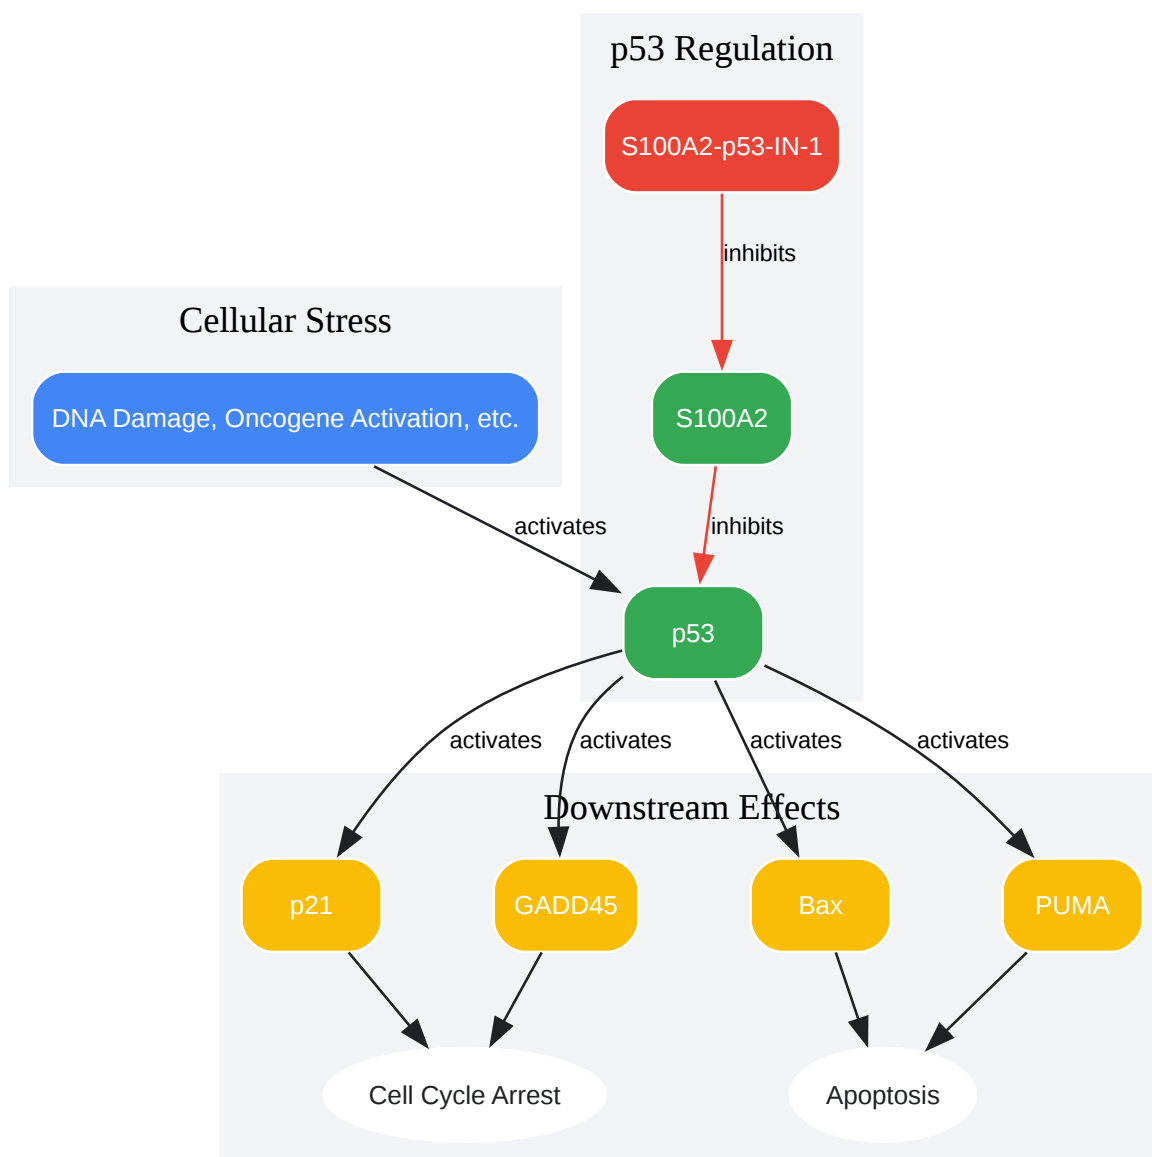 p53 Regulation
S100A2-p53-IN-1
inhibits
Cellular Stress
DNA Damage, Oncogene Activation, etc.
S100A2
activates
inhibits
p53
activates
activates
activates
activates
Downstream Effects
p21
GADD45
Bax
PUMA
Cell Cycle Arrest
Apoptosis